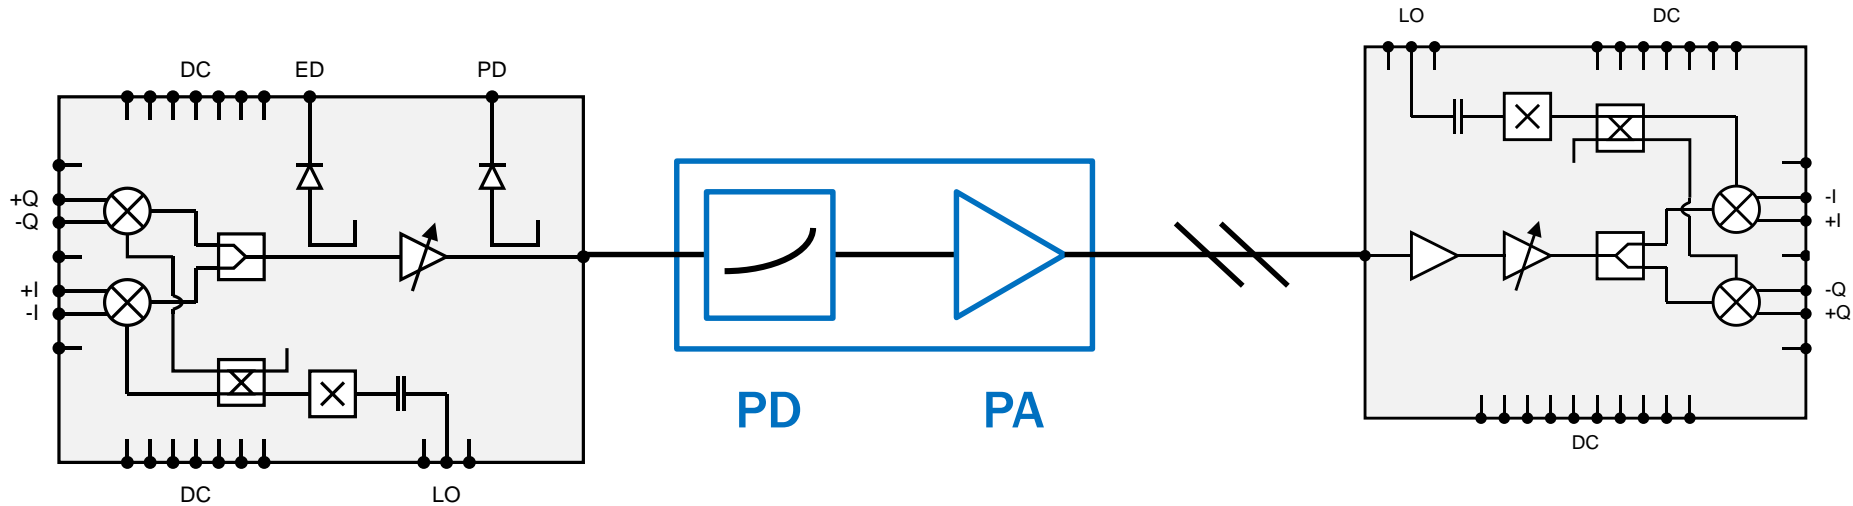 LO DC
DC ED PD
+Q
-Q
+I
-I
-I
+I
-Q
+Q
PD PA
DC
DC LO